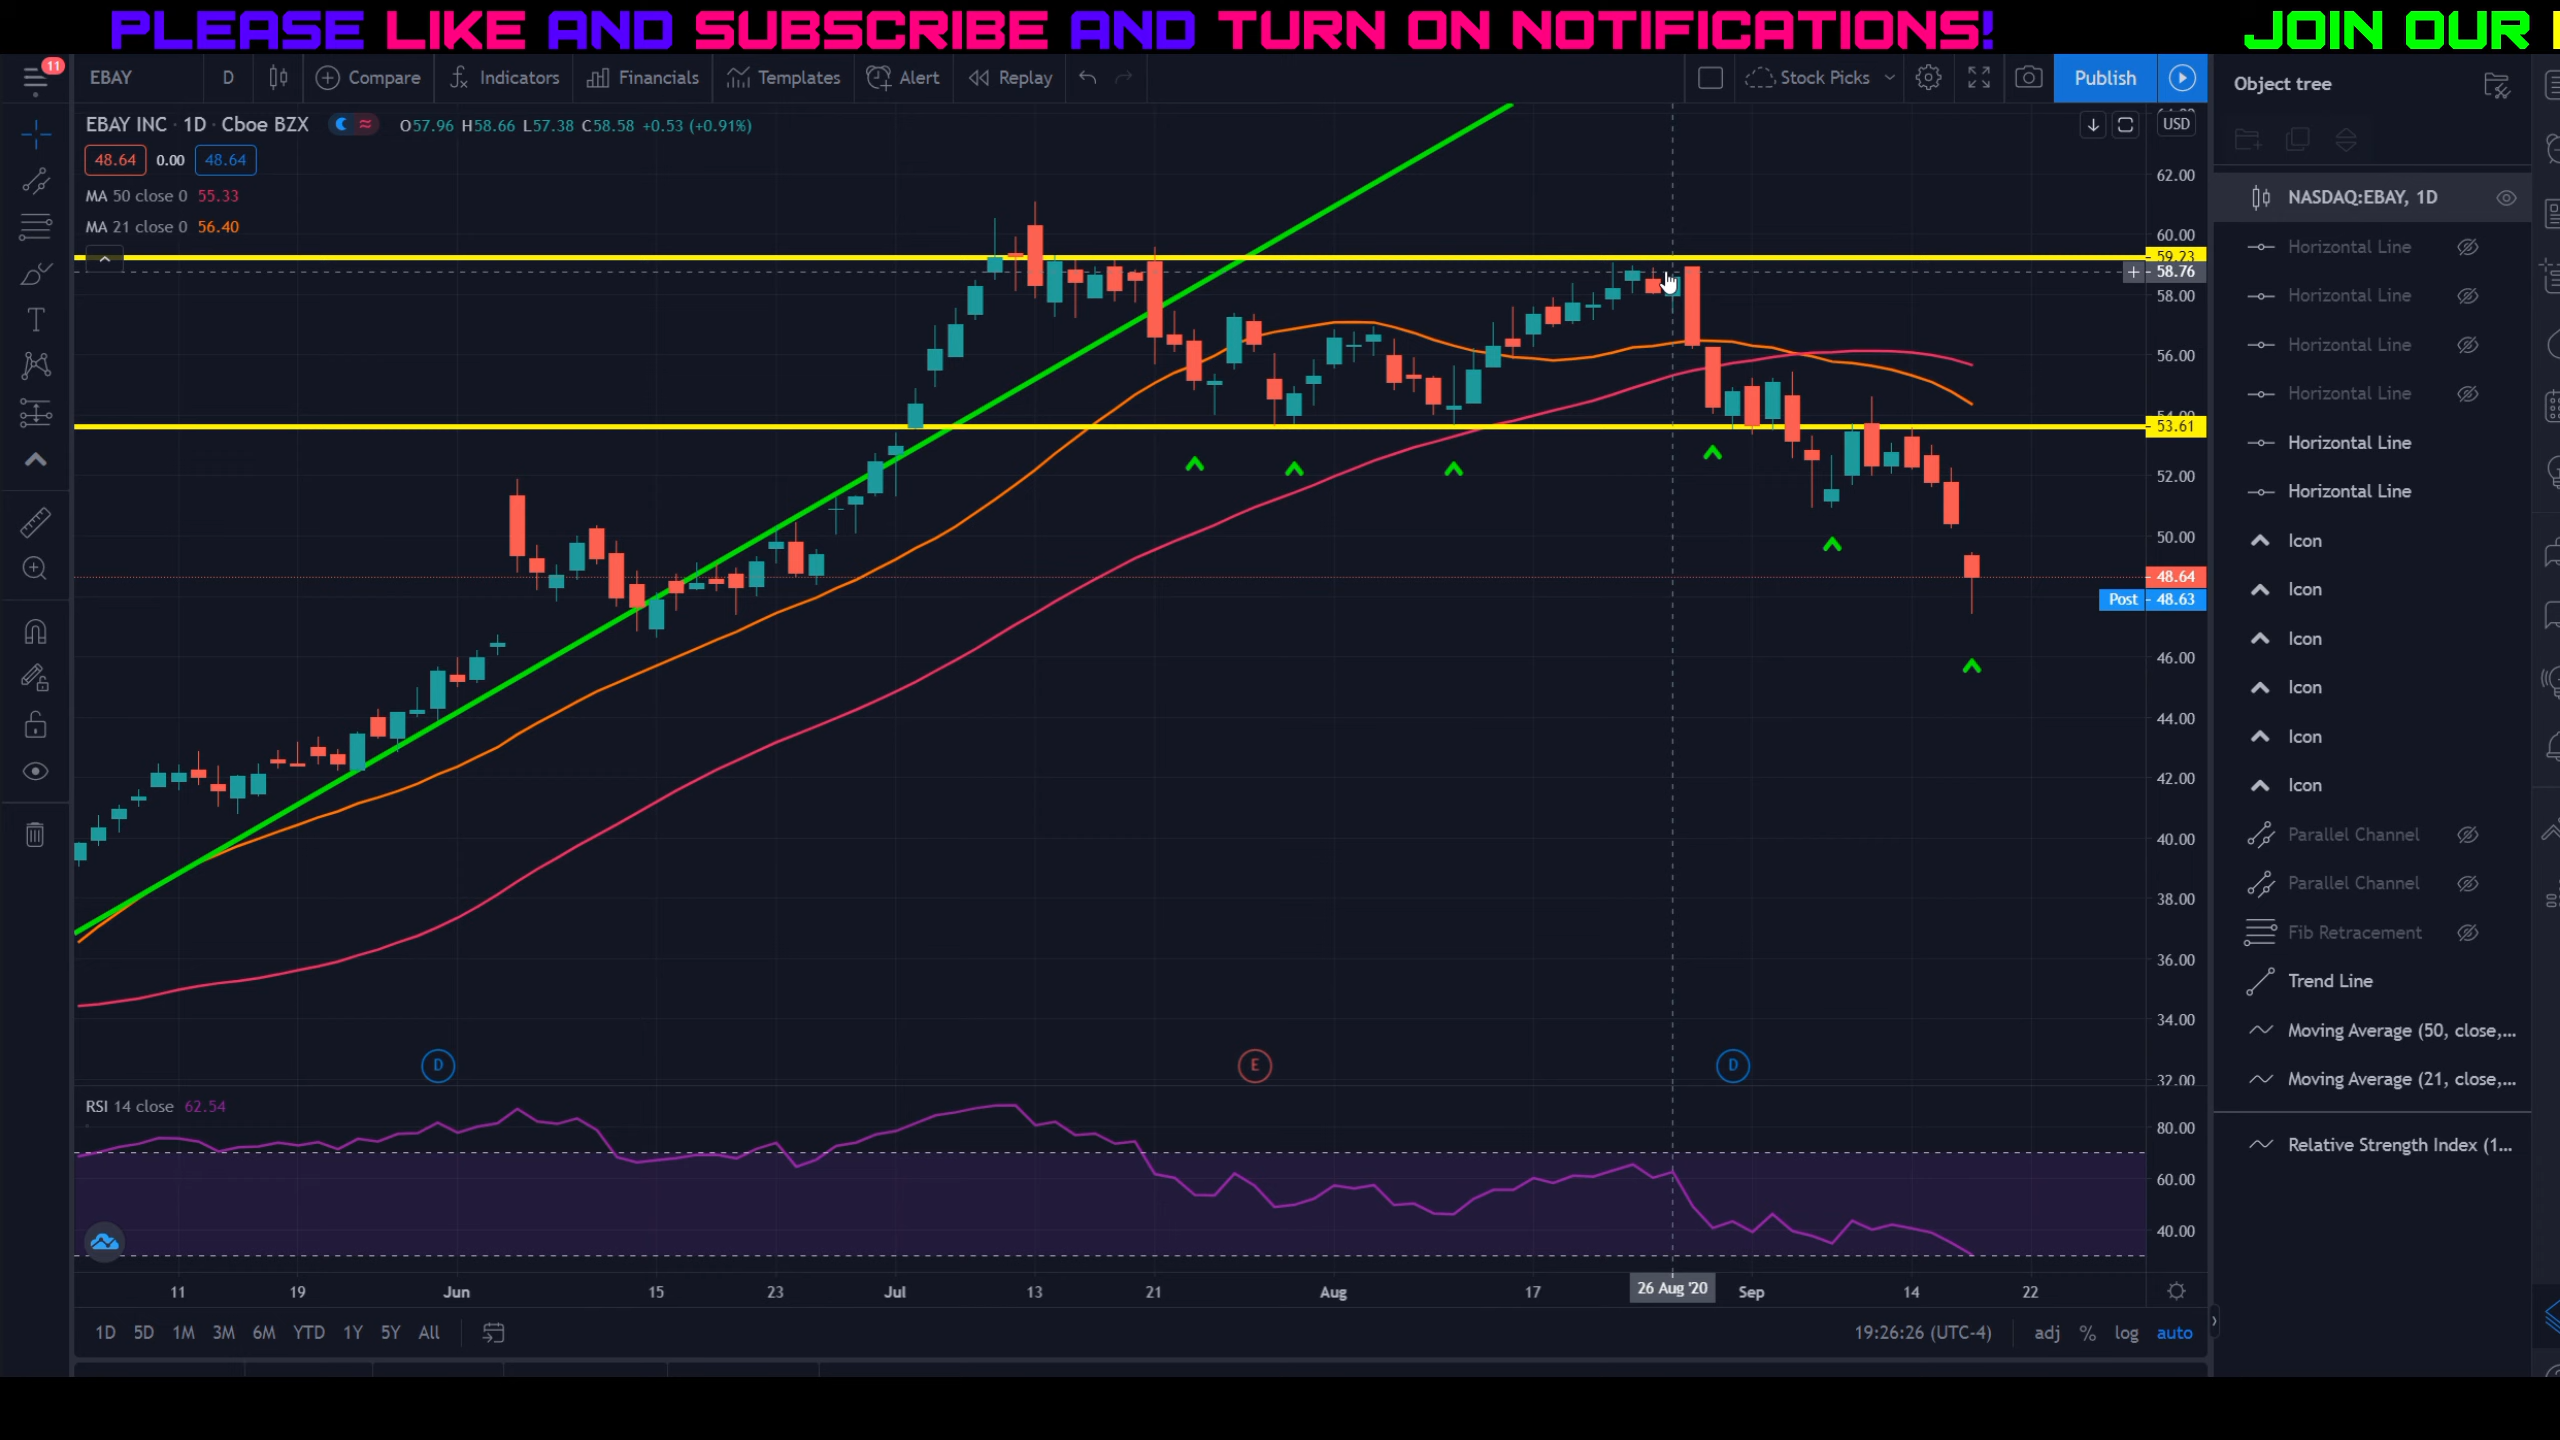 PLEASE LIKE AND SUBSCRIBE AND TURN ON NOTIFICATIONS! JOIN OUR
11
EBAY D Compare Indicators Financials Templates Alert Replay Stock Picks Publish
Object tree
EBAY INC · 1D · Cboe BZX O57.96 H58.66 L57.38 C58.58 +0.53 (+0.91%)
USD
48.64 0.00 48.64
MA 50 close 0 55.33
MA 21 close 0 56.40
62.00
60.00
59.23
58.76
58.00
56.00
54.00
53.61
52.00
50.00
48.64
Post 48.63
46.00
44.00
42.00
40.00
38.00
36.00
34.00
32.00
D E D
RSI 14 close 62.54
80.00
60.00
40.00
11 19 Jun 15 23 Jul 13 21 Aug 17 26 Aug '20 Sep 14 22
1D 5D 1M 3M 6M YTD 1Y 5Y All 19:26:26 (UTC-4) adj % log auto
NASDAQ:EBAY, 1D
Horizontal Line
Horizontal Line
Horizontal Line
Horizontal Line
Horizontal Line
Horizontal Line
Icon
Icon
Icon
Icon
Icon
Icon
Parallel Channel
Parallel Channel
Fib Retracement
Trend Line
Moving Average (50, close,...
Moving Average (21, close,...
Relative Strength Index (1...